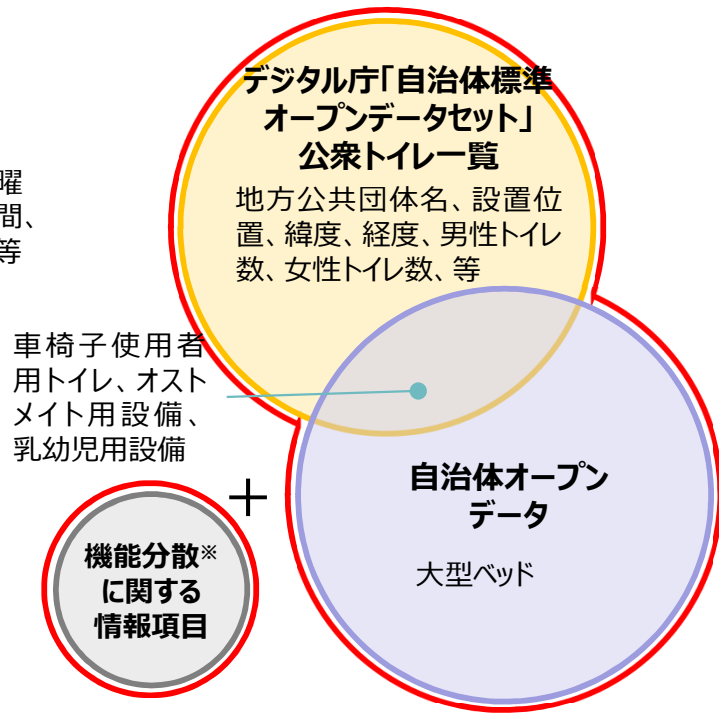 デジタル庁「自治体標準
オープンデータセット」
公衆トイレ一覧
地方公共団体名、設置位
置、緯度、経度、男性トイレ
数、女性トイレ数、等
曜
間、
等
車椅子使用者
用トイレ、オスト
メイト用設備、
乳幼児用設備
+
機能分散※
に関する
情報項目
自治体オープン
データ
大型ベッド